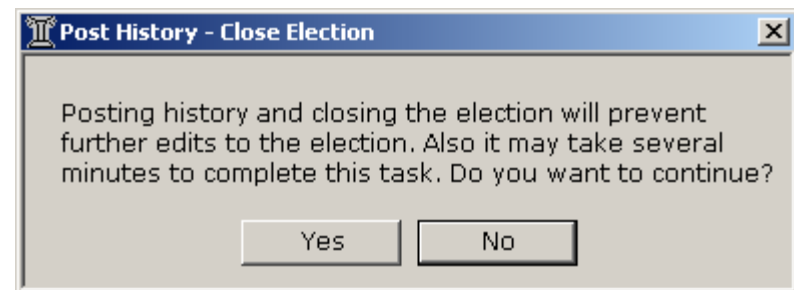 Post History - Close Election
Posting history and closing the election will prevent
further edits to the election. Also it may take several
minutes to complete this task. Do you want to continue?
Yes No